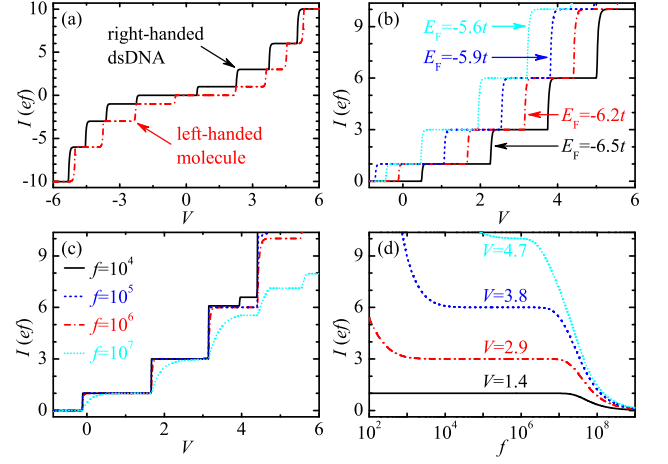 (a)
right-handed
dsDNA
left-handed
molecule
I (ef)
10
5
0
-5
-10
-6 -3 0 3 6
V
(b)
E_F=-5.6t
E_F=-5.9t
E_F=-6.2t
E_F=-6.5t
I (ef)
9
6
3
0
0 2 4 6
V
(c)
f=10^4
f=10^5
f=10^6
f=10^7
I (ef)
9
6
3
0
0 2 4 6
V
(d)
V=4.7
V=3.8
V=2.9
V=1.4
I (ef)
9
6
3
0
10^2 10^4 10^6 10^8
f